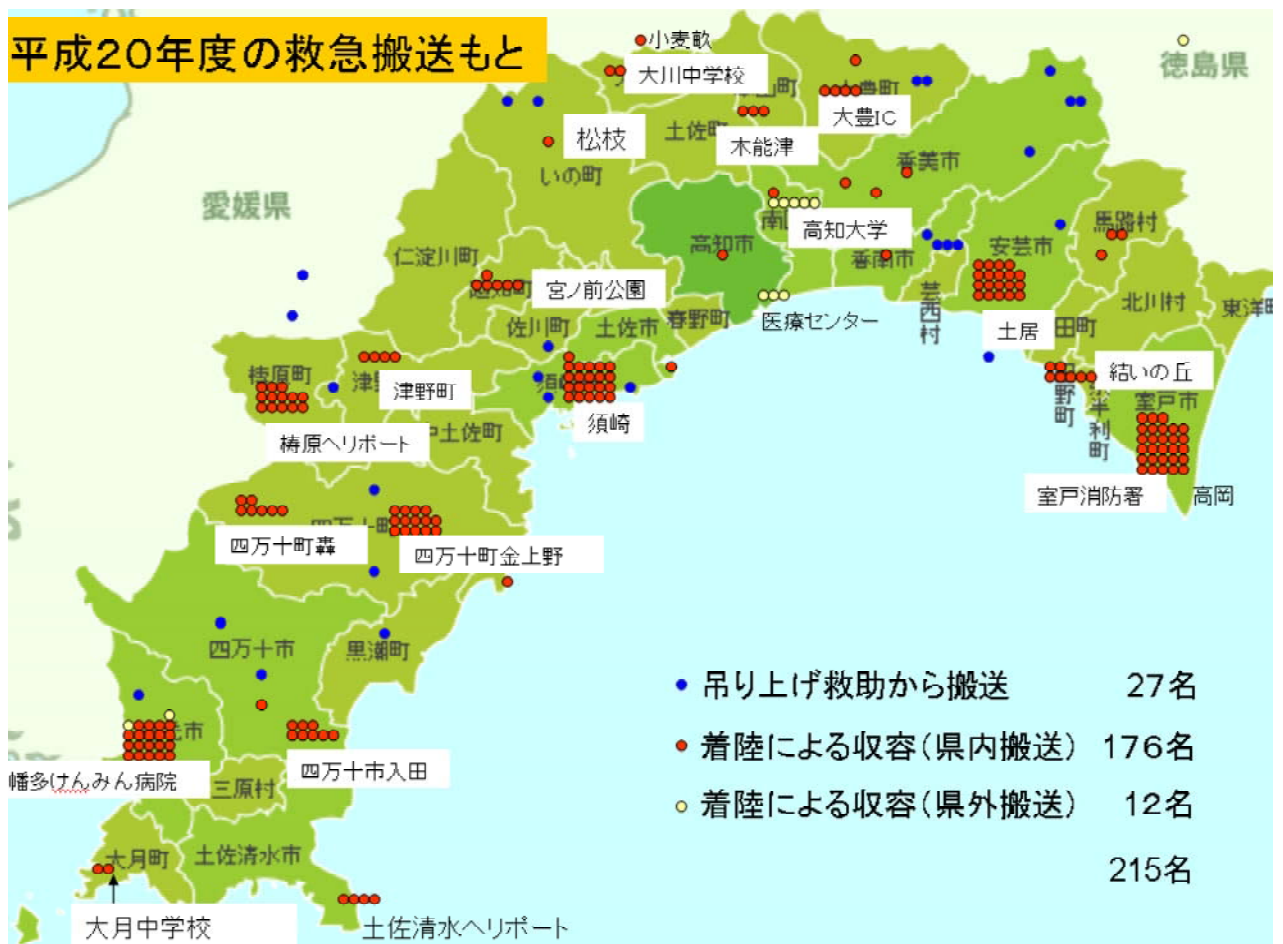 平成20年度の救急搬送もと
小麦畝
徳島県
大川中学校
大豊町
大豊IC
松枝
土佐町
木能津
いの町
香美市
愛媛県
高知大学
高知市
馬路村
安芸市
仁淀川町
香南市
宮ノ前公園
北川村
東洋町
佐川町
土佐市
春野町
医療センター
芸西村
土居
梼原町
津野町
結いの丘
室戸市
須崎
梼原ヘリポート
室戸消防署
高岡
四万十町轟
四万十町金上野
四万十市
黒潮町
吊り上げ救助から搬送 27名
着陸による収容(県内搬送) 176名
四万十市入田
幡多けんみん病院
三原村
着陸による収容(県外搬送) 12名
大月町
土佐清水市
215名
大月中学校
土佐清水ヘリポート